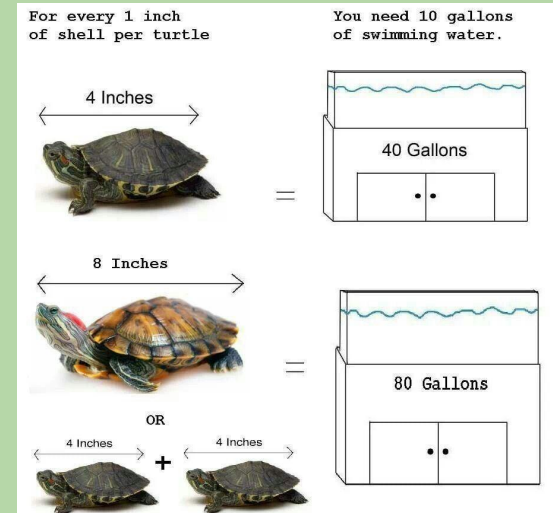 For every 1 inch
of shell per turtle
You need 10 gallons
of swimming water.
4 Inches
=
40 Gallons
8 Inches
=
80 Gallons
OR
4 Inches
+
4 Inches